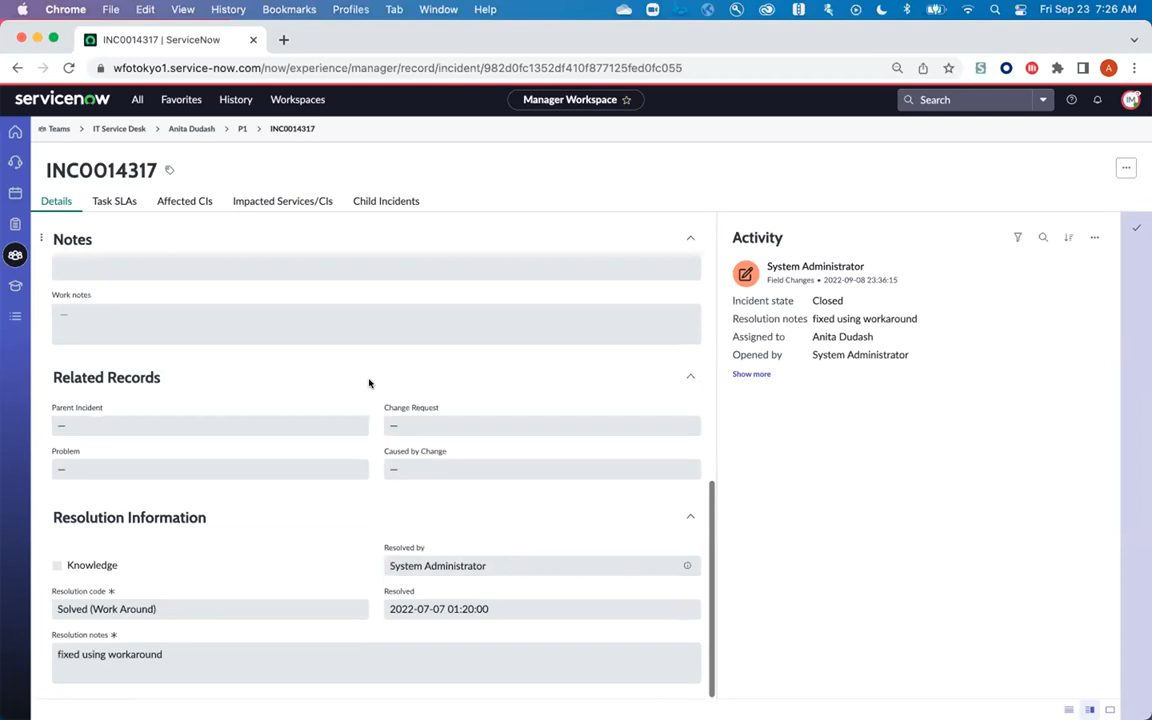 Chrome File Edit View History Bookmarks Profiles Tab Window Help Fri Sep 23 7:26 AM
INC0014317 | ServiceNow
wfotokyo1.service-now.com/now/experience/manager/record/incident/982d0fc1352df410f877125fed0fc055
servicenow All Favorites History Workspaces Manager Workspace Search IM
Teams > IT Service Desk > Anita Dudash > P1 > INC0014317
INC0014317
Details Task SLAs Affected CIs Impacted Services/CIs Child Incidents
Notes
Work notes
—
Related Records
Parent Incident Change Request
— —
Problem Caused by Change
— —
Resolution Information
Resolved by
Knowledge System Administrator
Resolution code * Resolved
Solved (Work Around) 2022-07-07 01:20:00
Resolution notes *
fixed using workaround
Activity
System Administrator
Field Changes • 2022-09-08 23:36:15
Incident state Closed
Resolution notes fixed using workaround
Assigned to Anita Dudash
Opened by System Administrator
Show more